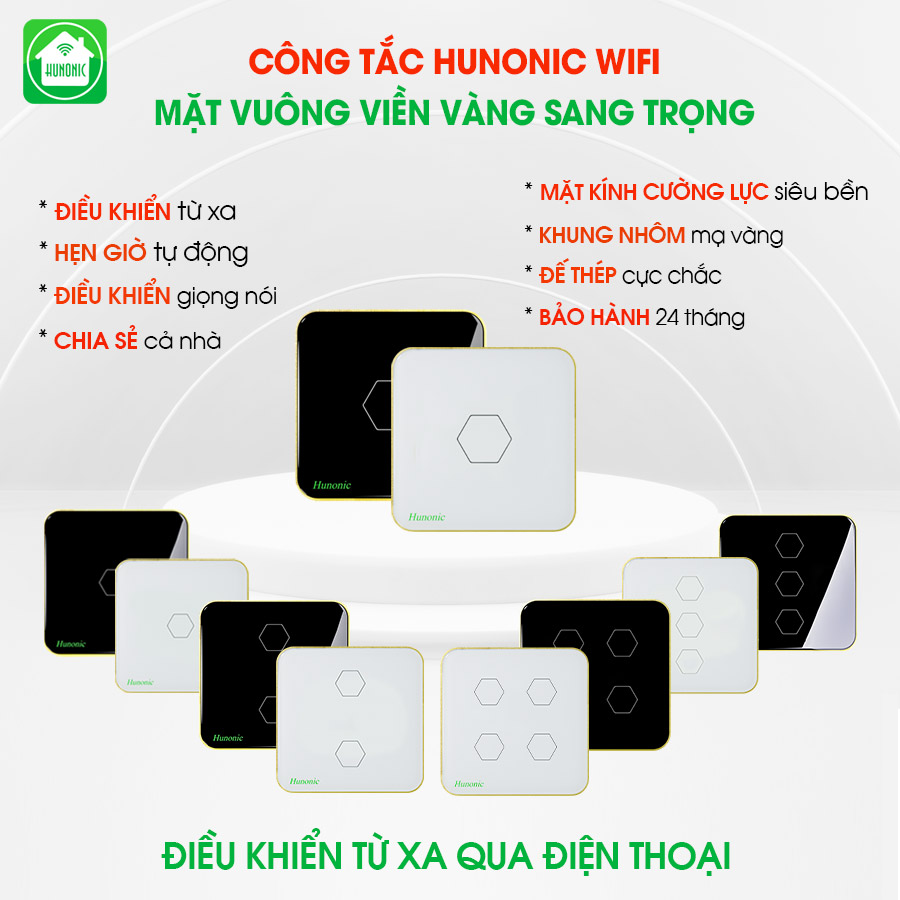 HUNONIC
CÔNG TẮC HUNONIC WIFI
MẶT VUÔNG VIỀN VÀNG SANG TRỌNG
* ĐIỀU KHIỂN từ xa
* HẸN GIỜ tự động
* ĐIỀU KHIỂN giọng nói
* CHIA SẺ cả nhà
* MẶT KÍNH CƯỜNG LỰC siêu bền
* KHUNG NHÔM mạ vàng
* ĐẾ THÉP cực chắc
* BẢO HÀNH 24 tháng
Hunonic
Hunonic
Hunonic
Hunonic
Hunonic
Hunonic
Hunonic
ĐIỀU KHIỂN TỪ XA QUA ĐIỆN THOẠI